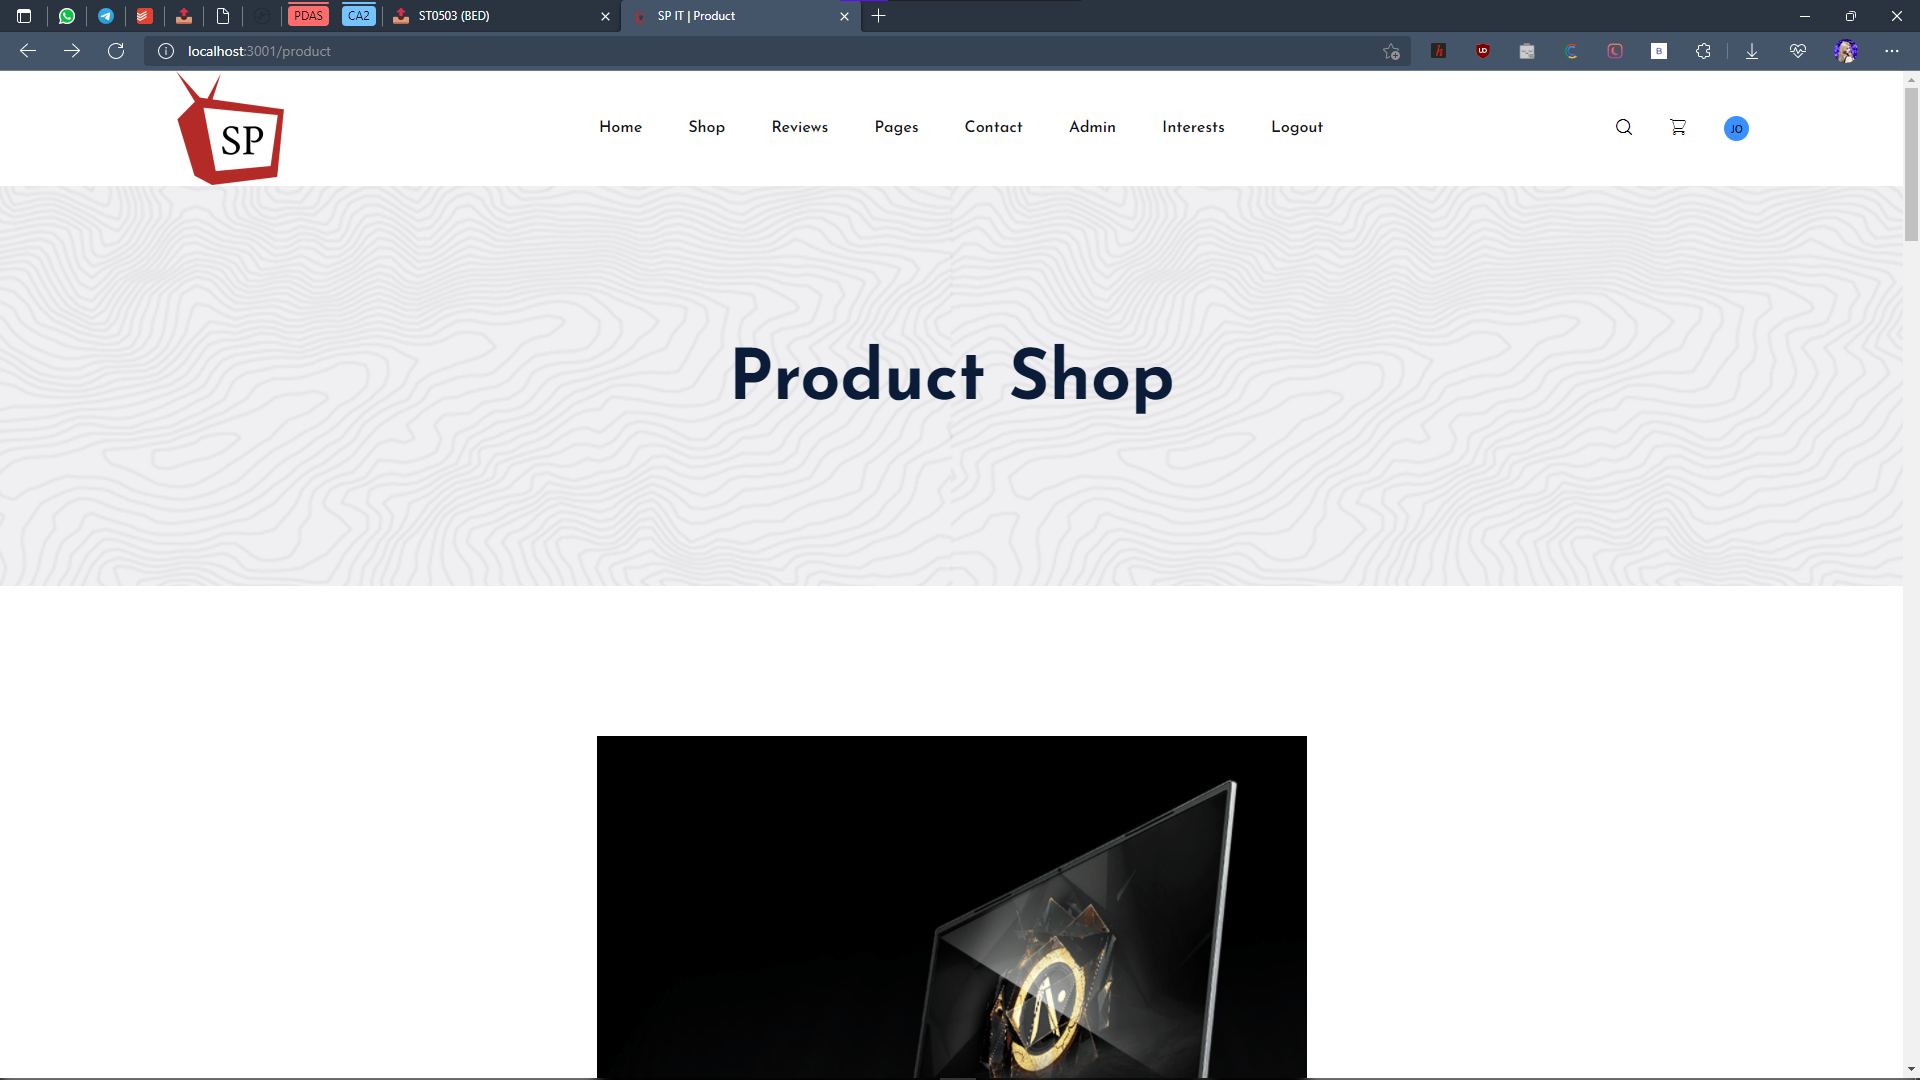 PDAS
CA2
ST0503 (BED)
SP IT | Product
localhost:3001/product
SP
Home
Shop
Reviews
Pages
Contact
Admin
Interests
Logout
JO
Product Shop